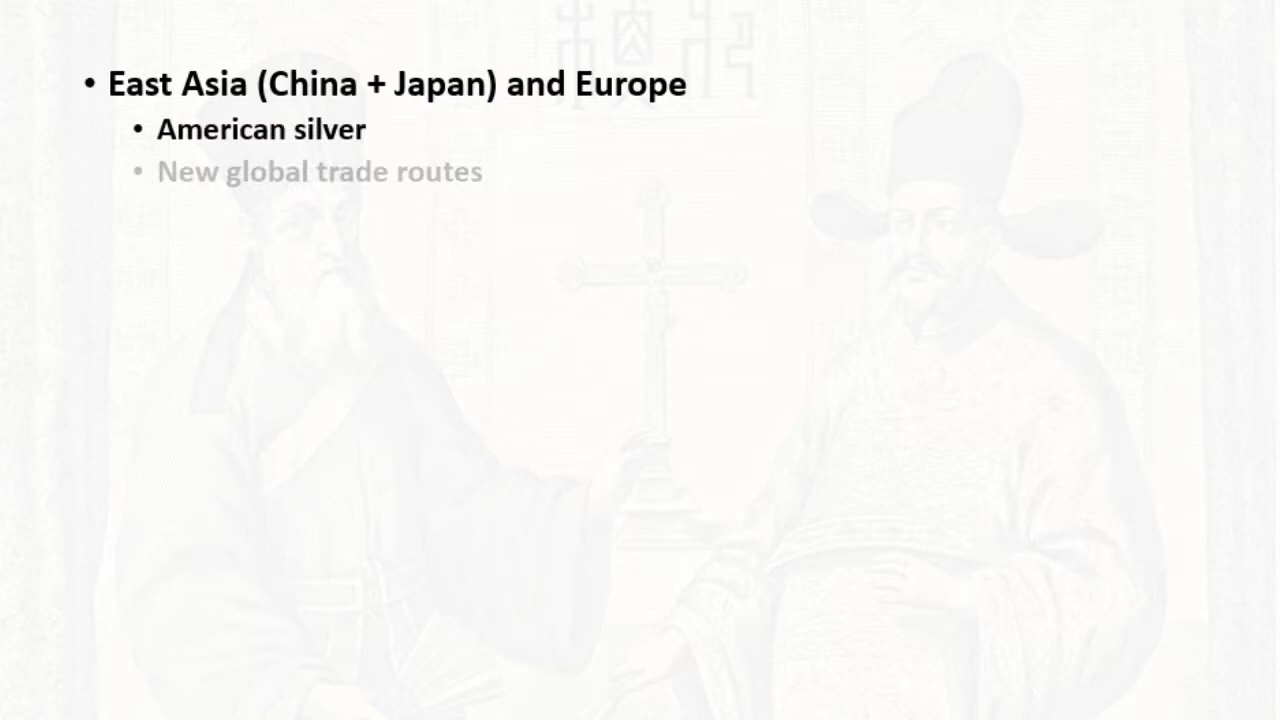 • East Asia (China + Japan) and Europe
• American silver
• New global trade routes